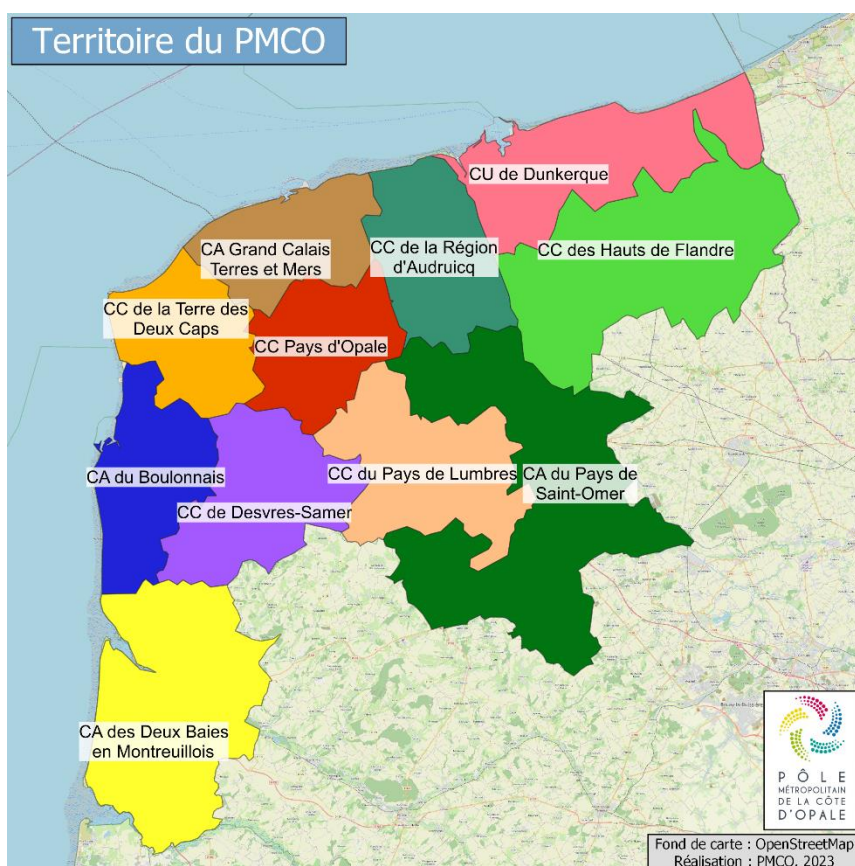 Territoire du PMCO
CU de Dunkerque
CA Grand Calais
Terres et Mers
CC de la Région
d'Audruicq
CC des Hauts de Flandre
CC de la Terre des
Deux Caps
CC Pays d'Opale
CA du Boulonnais
CC du Pays de Lumbres
CA du Pays de
Saint-Omer
CC de Desvres-Samer
CA des Deux Baies
en Montreuillois
PÔLE
MÉTROPOLITAIN
DE LA CÔTE
D'OPALE
Fond de carte : OpenStreetMap
Réalisation : PMCO, 2023